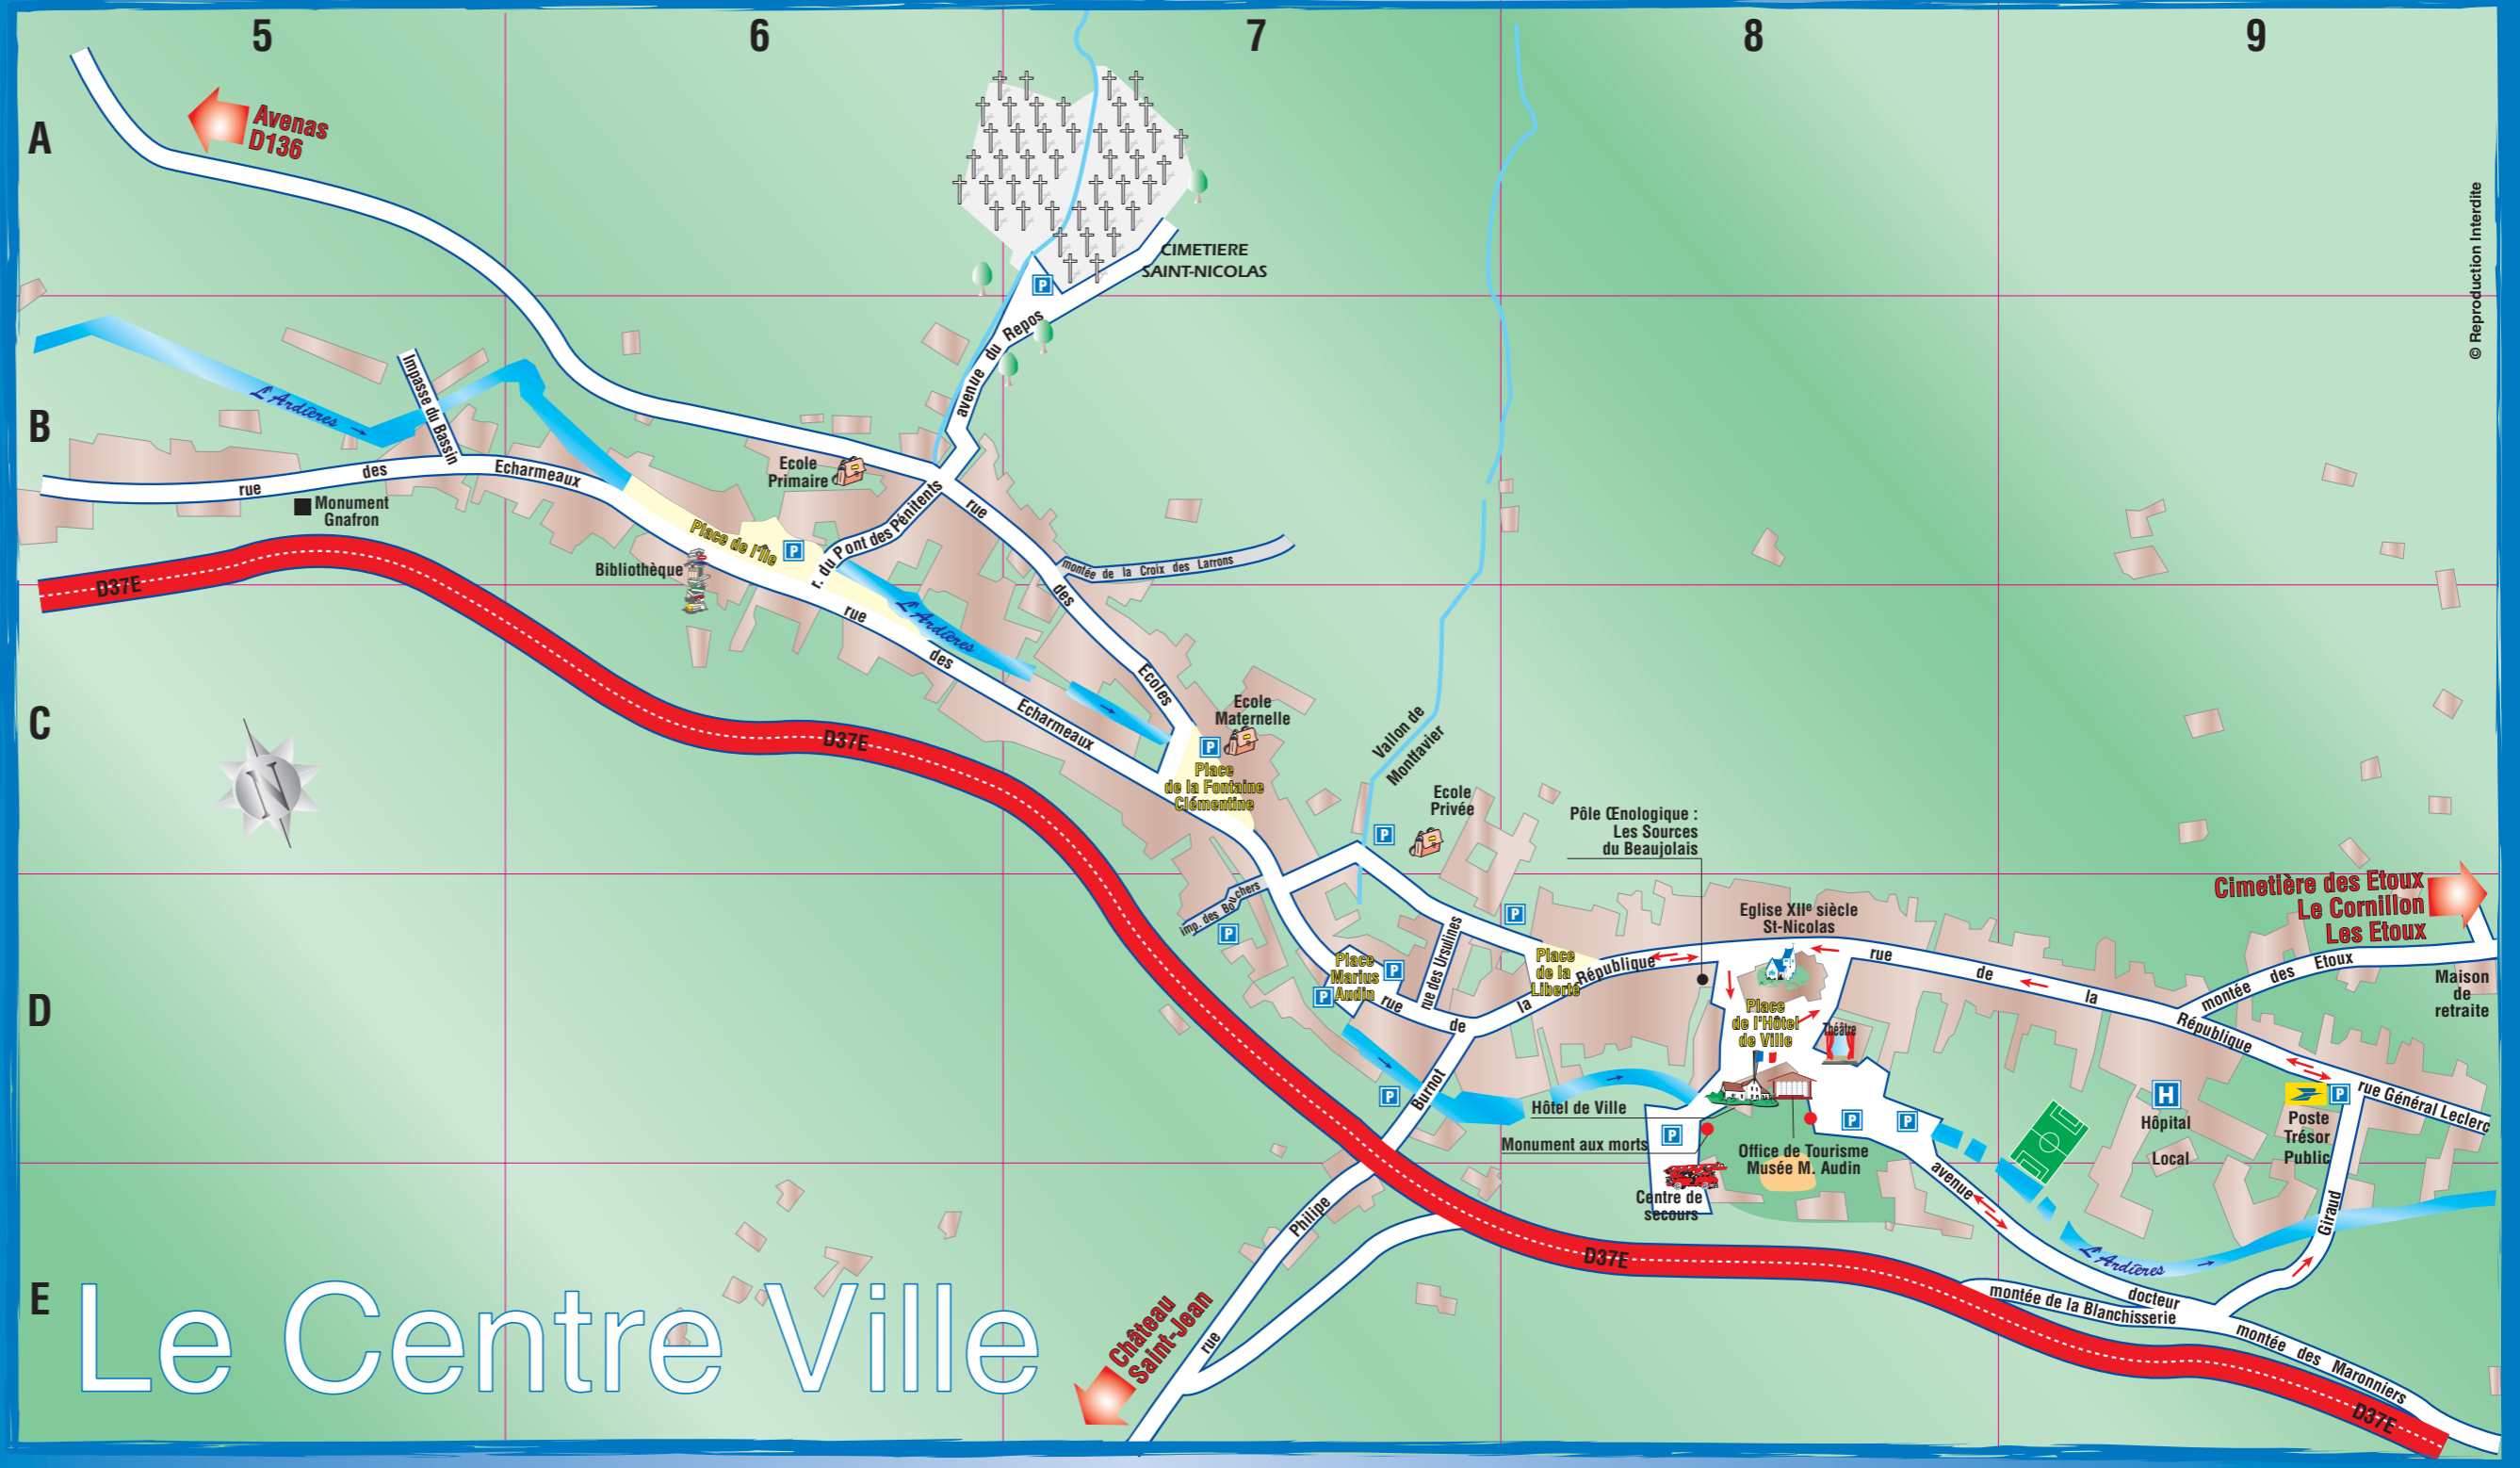 5
6
7
8
9
A
B
C
D
E
Avenas
D136
CIMETIERE
SAINT-NICOLAS
P
© Reproduction Interdite
avenue du Repos
L'Ardières
Impasse du Bassin
rue des Echarmeaux
Monument
Gnafron
Ecole
Primaire
Place de l'Île
P
Bibliothèque
r. du Pont des Pénitents
rue des Ecoles
montée de la Croix des Larrons
D37E
L'Ardières
rue des Echarmeaux
D37E
N
Ecole
Maternelle
P
Place
de la Fontaine
Clémentine
Vallon de
Montavier
Ecole
Privée
P
Pôle Œnologique :
Les Sources
du Beaujolais
imp. des Bouchers
P
P
Place
Marius
Audin
P
P
rue des Ursulines
Place
de la
Liberté
rue de la République
Eglise XIIe siècle
St-Nicolas
Place
de l'Hôtel
de Ville
Théâtre
rue de la République
Cimetière des Etoux
Le Cornillon
Les Etoux
montée des Etoux
Maison
de
retraite
P
Burnot
Hôtel de Ville
Monument aux morts
P
Office de Tourisme
Musée M. Audin
P
P
Centre de
secours
H
Hôpital
Local
P
Poste
Trésor
Public
rue Général Leclerc
avenue docteur Giraud
L'Ardières
rue Philipe
D37E
montée de la Blanchisserie
montée des Maronniers
D37E
Château
Saint-Jean
Le Centre Ville